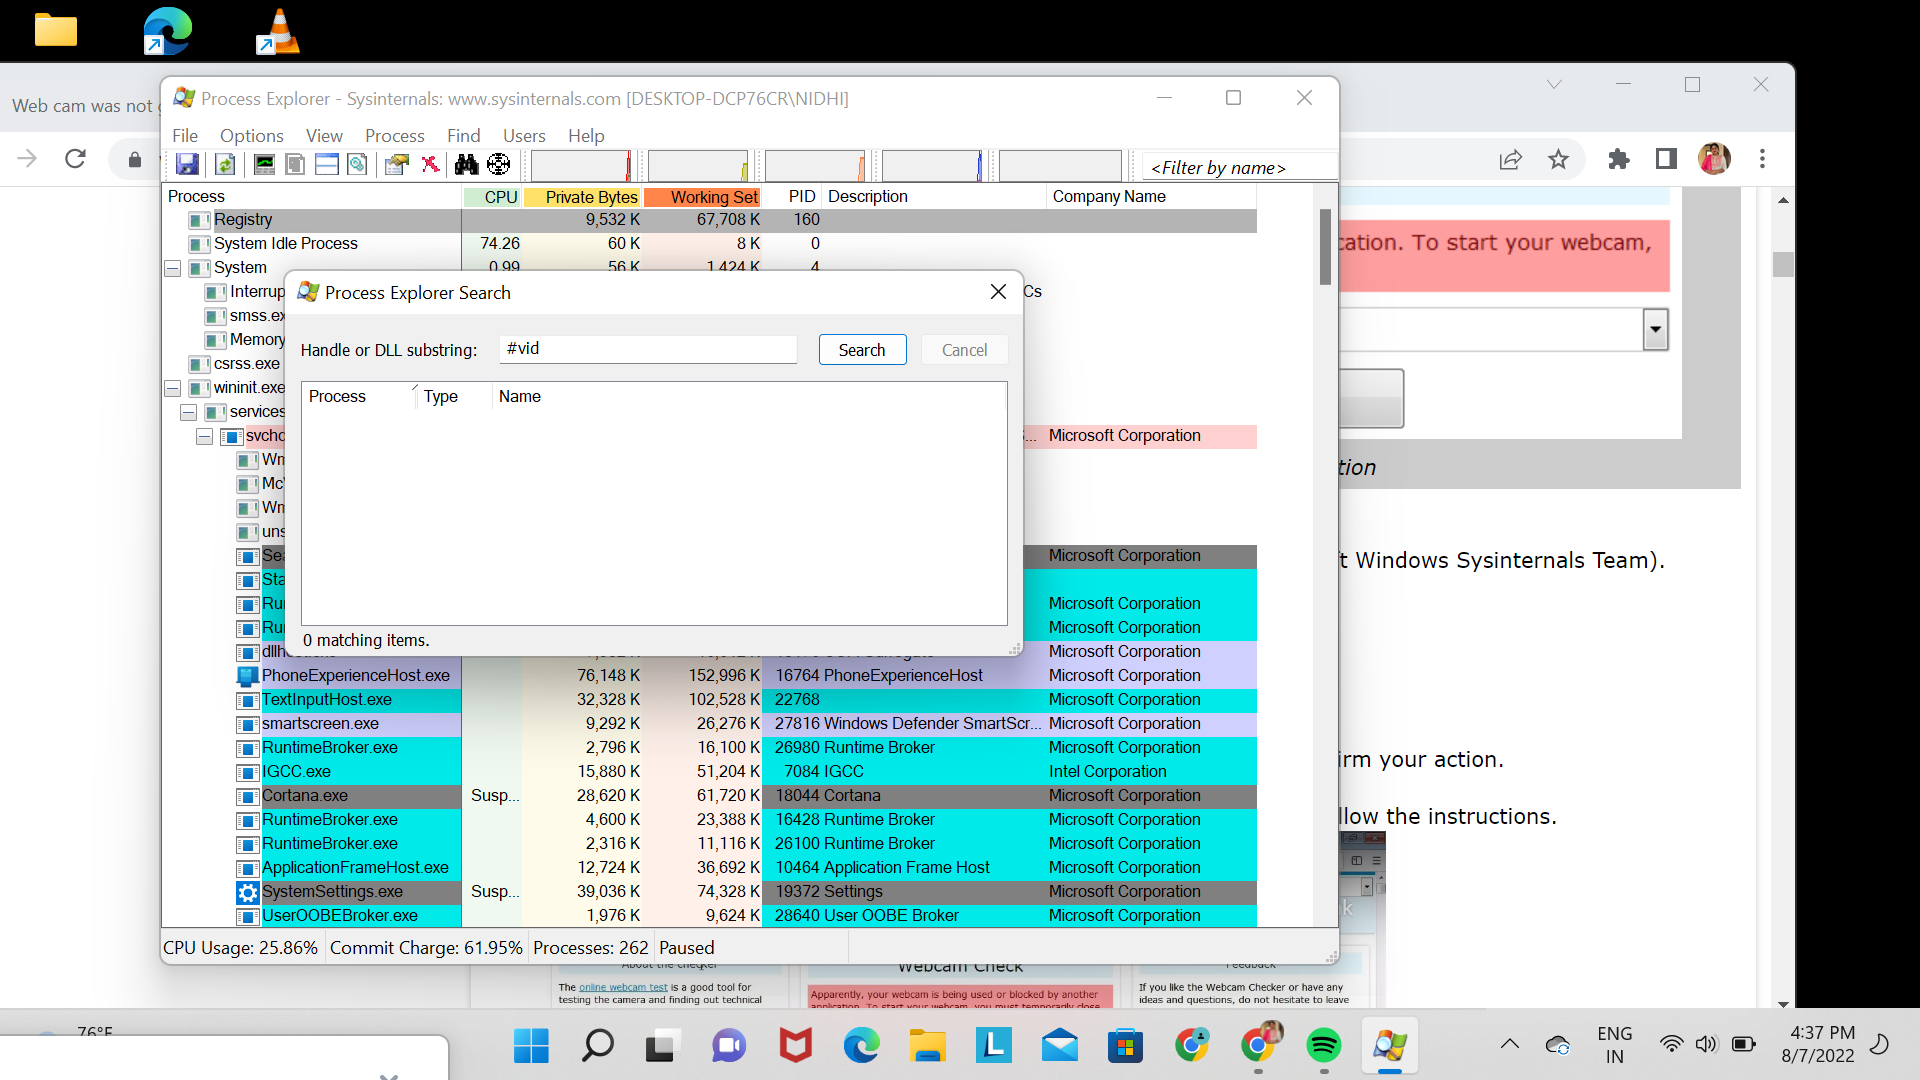 Web cam was not
Process Explorer - Sysinternals: www.sysinternals.com [DESKTOP-DCP76CR\NIDHI]
File Options View Process Find Users Help
<Filter by name>
Process CPU Private Bytes Working Set PID Description Company Name
Registry 9,532 K 67,708 K 160
System Idle Process 74.26 60 K 8 K 0
System 0.99 56 K 1,424 K 4
Interrup Cs
smss.ex
Memory
csrss.exe
wininit.exe
services
svcho ... Microsoft Corporation
Wm
Mc
Wm
uns
Sea Microsoft Corporation
Sta
Ru Microsoft Corporation
Ru Microsoft Corporation
Microsoft Corporation
PhoneExperienceHost.exe 76,148 K 152,996 K 16764 PhoneExperienceHost Microsoft Corporation
TextInputHost.exe 32,328 K 102,528 K 22768 Microsoft Corporation
smartscreen.exe 9,292 K 26,276 K 27816 Windows Defender SmartScr... Microsoft Corporation
RuntimeBroker.exe 2,796 K 16,100 K 26980 Runtime Broker Microsoft Corporation
IGCC.exe 15,880 K 51,204 K 7084 IGCC Intel Corporation
Cortana.exe Susp... 28,620 K 61,720 K 18044 Cortana Microsoft Corporation
RuntimeBroker.exe 4,600 K 23,388 K 16428 Runtime Broker Microsoft Corporation
RuntimeBroker.exe 2,316 K 11,116 K 26100 Runtime Broker Microsoft Corporation
ApplicationFrameHost.exe 12,724 K 36,692 K 10464 Application Frame Host Microsoft Corporation
SystemSettings.exe Susp... 39,036 K 74,328 K 19372 Settings Microsoft Corporation
UserOOBEBroker.exe 1,976 K 9,624 K 28640 User OOBE Broker Microsoft Corporation
CPU Usage: 25.86% Commit Charge: 61.95% Processes: 262 Paused
Process Explorer Search
Handle or DLL substring: #vid Search Cancel
Process Type Name
0 matching items.
cation. To start your webcam,
tion
t Windows Sysinternals Team).
irm your action.
llow the instructions.
k
About the checker Webcam Check Feedback
The online webcam test is a good tool for
testing the camera and finding out technical
Apparently, your webcam is being used or blocked by another
application. To start your webcam, you must temporarily close
If you like the Webcam Checker or have any
ideas and questions, do not hesitate to leave
76°F
L
ENG
IN
4:37 PM
8/7/2022